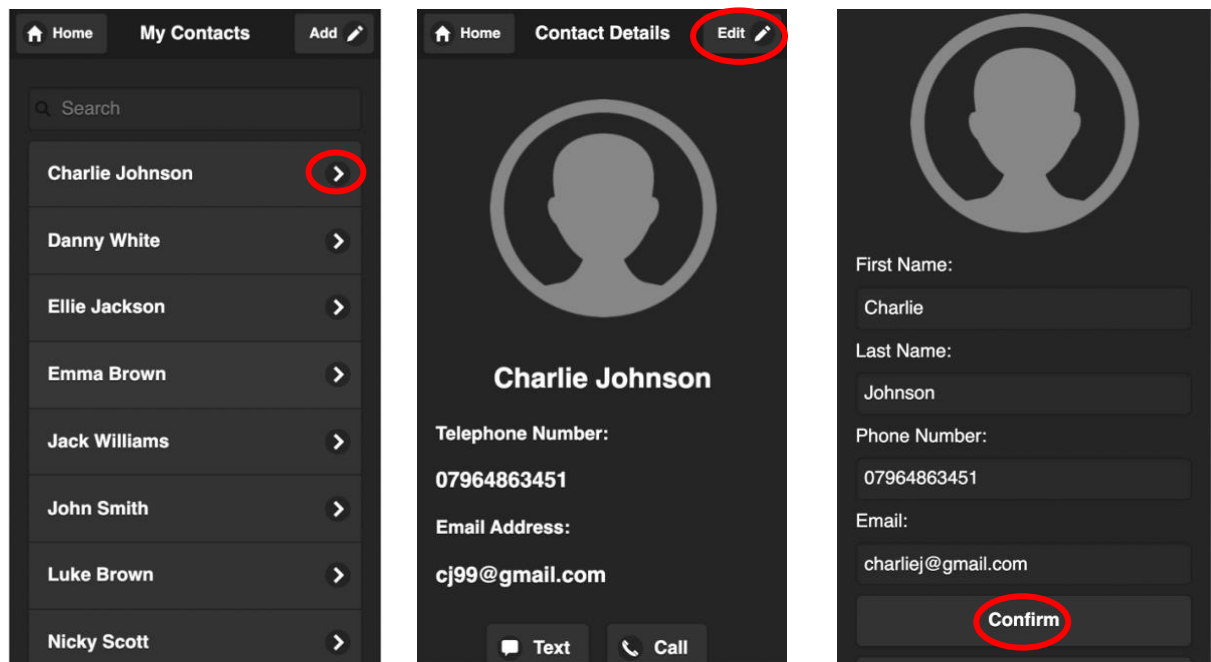 Home My Contacts Add
Search
Charlie Johnson
Danny White
Ellie Jackson
Emma Brown
Jack Williams
John Smith
Luke Brown
Nicky Scott
Home Contact Details Edit
Charlie Johnson
Telephone Number:
07964863451
Email Address:
cj99@gmail.com
Text Call
First Name:
Charlie
Last Name:
Johnson
Phone Number:
07964863451
Email:
charliej@gmail.com
Confirm